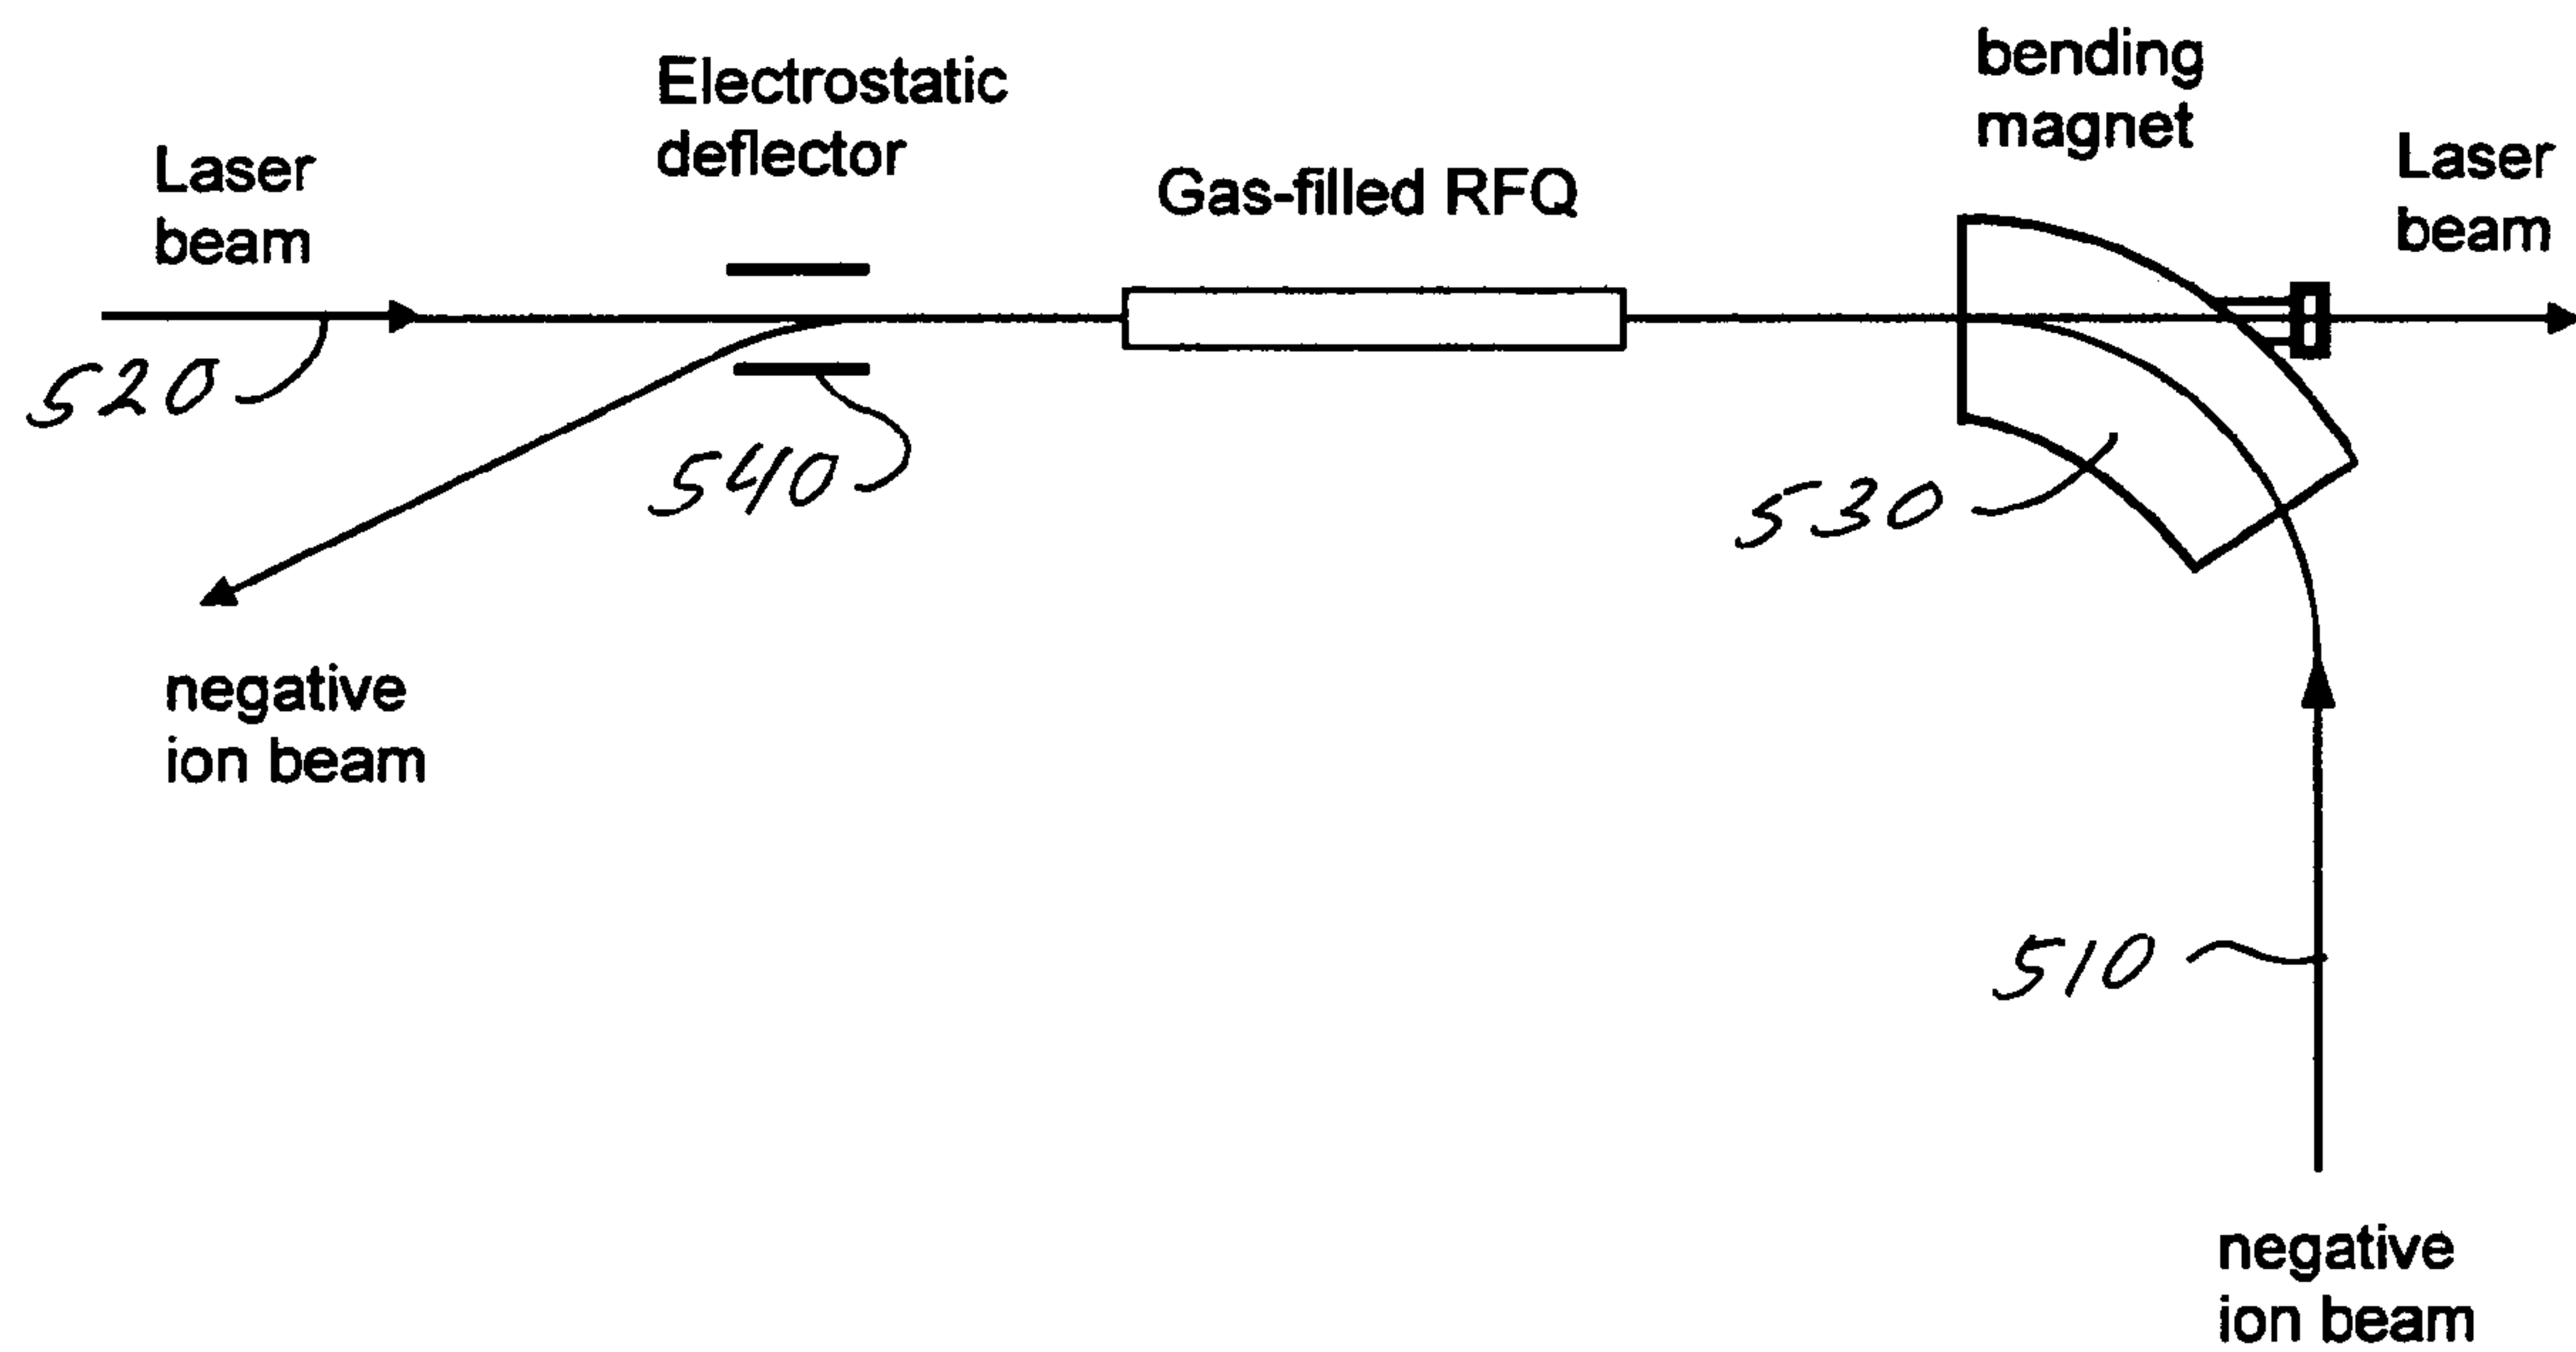 Laser
beam
Electrostatic
deflector
Gas-filled RFQ
bending
magnet
Laser
beam
520
540
530
negative
ion beam
510
negative
ion beam